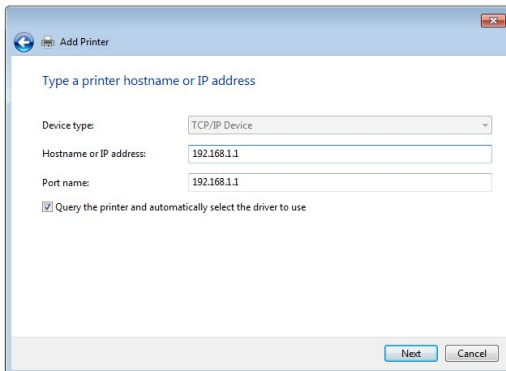 Add Printer
Type a printer hostname or IP address
Device type: TCP/IP Device
Hostname or IP address: 192.168.1.1
Port name: 192.168.1.1
Query the printer and automatically select the driver to use
Next Cancel